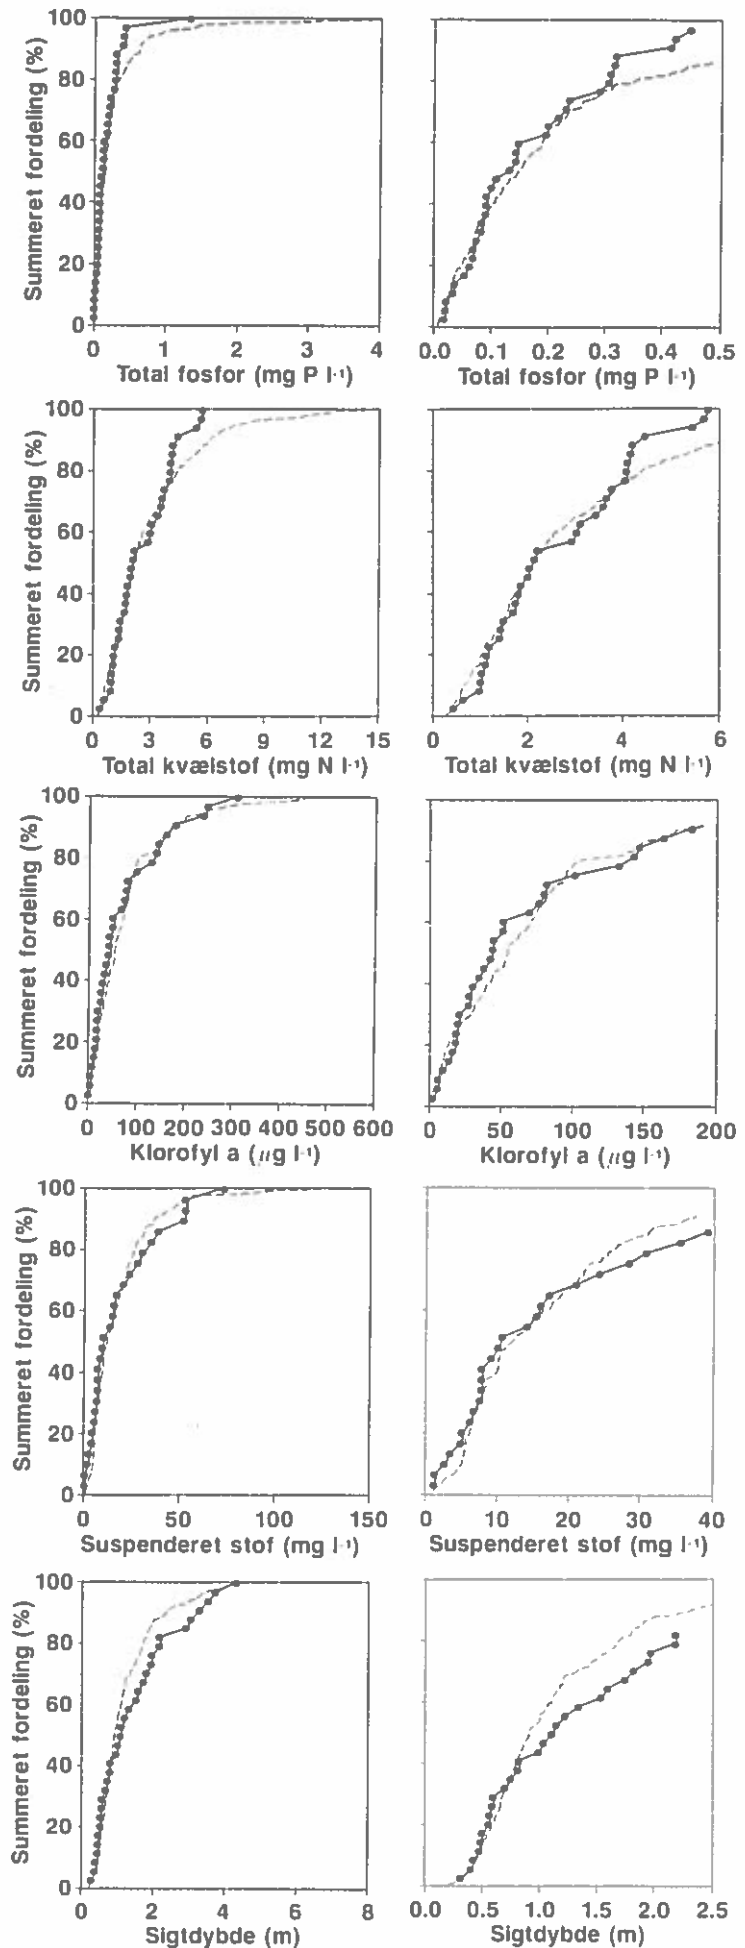 Summeret fordeling (%)
100
80
60
40
20
0
0 1 2 3 4
Total fosfor (mg P l-1)
0.0 0.1 0.2 0.3 0.4 0.5
Total fosfor (mg P l-1)
Summeret fordeling (%)
100
80
60
40
20
0
0 3 6 9 12 15
Total kvælstof (mg N l-1)
0 2 4 6
Total kvælstof (mg N l-1)
Summeret fordeling (%)
100
80
60
40
20
0
0 100 200 300 400 500 600
Klorofyl a (µg l-1)
0 50 100 150 200
Klorofyl a (µg l-1)
Summeret fordeling (%)
100
80
60
40
20
0
0 50 100 150
Suspenderet stof (mg l-1)
0 10 20 30 40
Suspenderet stof (mg l-1)
Summeret fordeling (%)
100
80
60
40
20
0
0 2 4 6 8
Sigtdybde (m)
0.0 0.5 1.0 1.5 2.0 2.5
Sigtdybde (m)